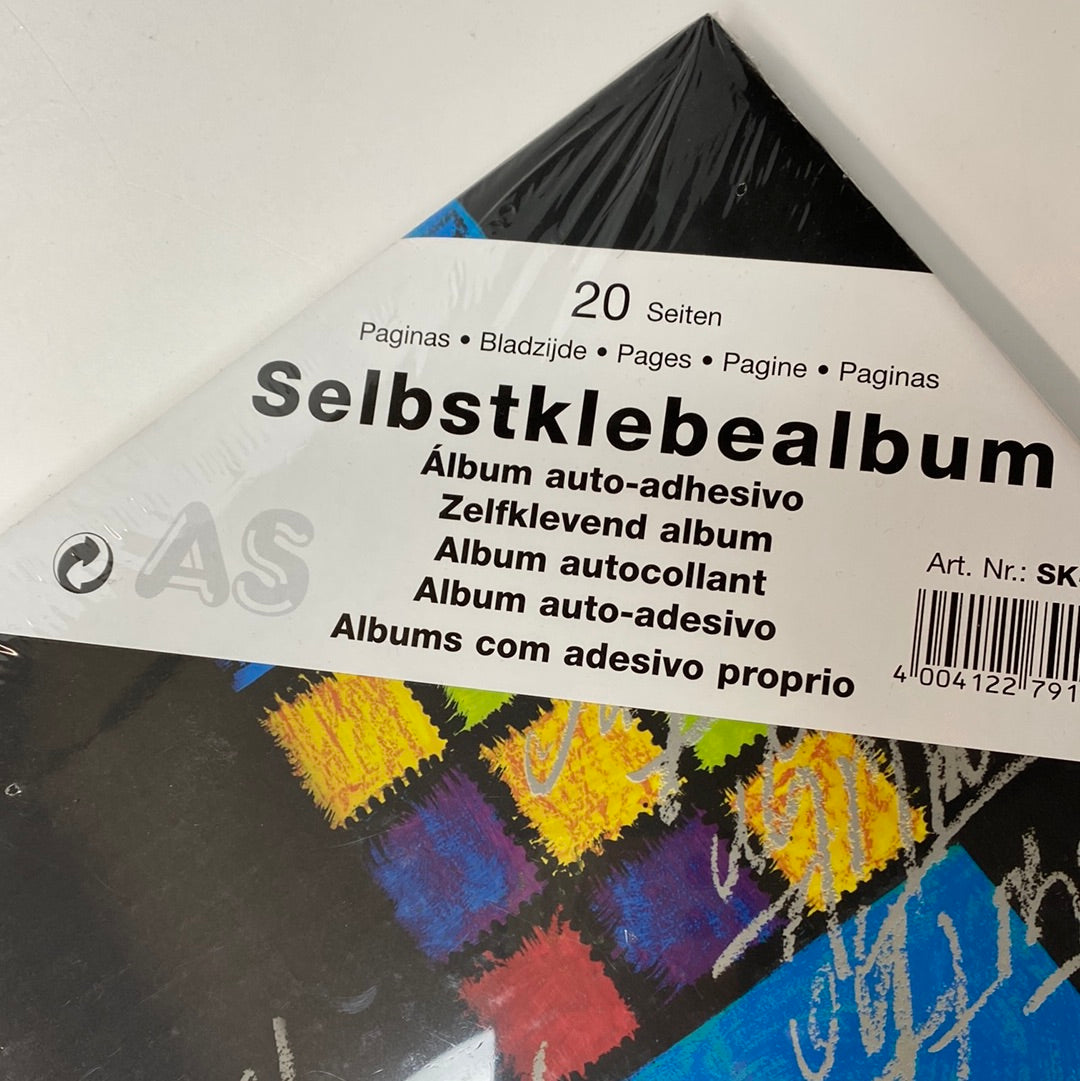 20 Seiten
Paginas • Bladzijde • Pages • Pagine • Paginas
Selbstklebealbum
Álbum auto-adhesivo
Zelfklevend album
Album autocollant
Album auto-adesivo
Albums com adesivo proprio
AS
Art. Nr.: SK
4 004122 791